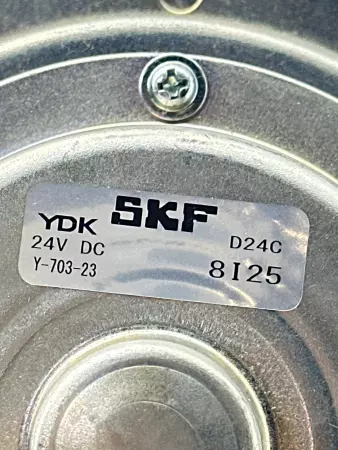 YDK SKF
24V DC D24C
Y-703-23 8I25